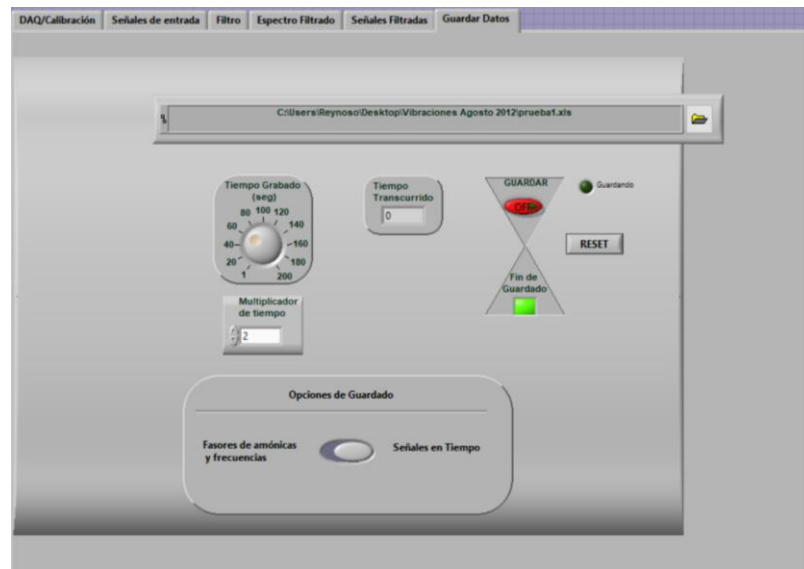 DAQ/Calibración Señales de entrada Filtro Espectro Filtrado Señales Filtradas Guardar Datos
C:\Users\Reynoso\Desktop\Vibraciones Agosto 2012\prueba1.xls
Tiempo Grabado
(seg)
80 100 120
60 140
40 160
20 180
1 200
Tiempo
Transcurrido
0
GUARDAR
OFF
Guardando
RESET
Fin de
Guardado
Multiplicador
de tiempo
2
Opciones de Guardado
Fasores de amónicas
y frecuencias
Señales en Tiempo